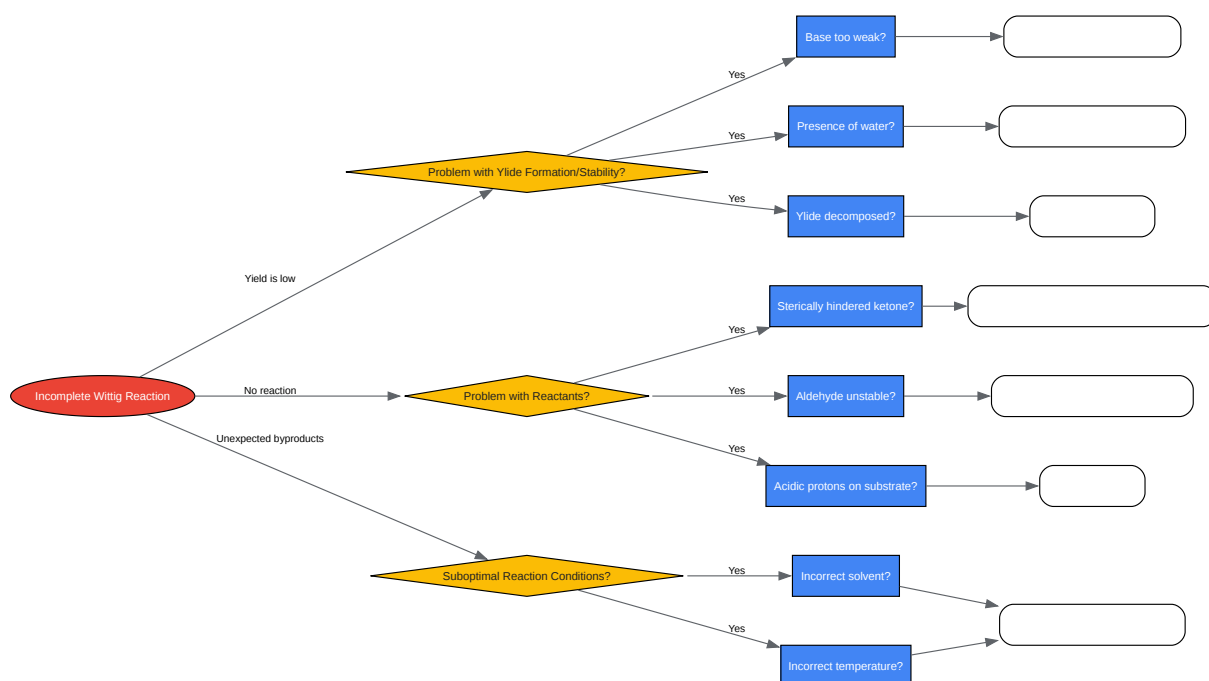 Base too weak?
Yes
Presence of water?
Yes
Problem with Ylide Formation/Stability?
Yes
Ylide decomposed?
Yield is low
Sterically hindered ketone?
Yes
Incomplete Wittig Reaction
No reaction
Problem with Reactants?
Yes
Aldehyde unstable?
Unexpected byproducts
Yes
Acidic protons on substrate?
Suboptimal Reaction Conditions?
Yes
Incorrect solvent?
Yes
Incorrect temperature?